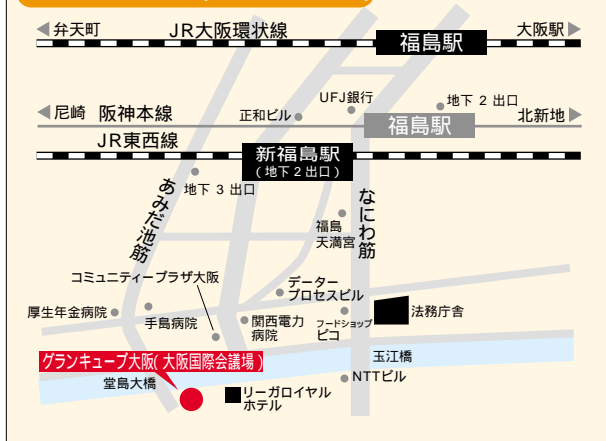 ◀弁天町
JR大阪環状線
福島駅
大阪駅▶
◀尼崎
阪神本線
正和ビル
UFJ銀行
地下2出口
福島駅
北新地▶
JR東西線
新福島駅
(地下2出口)
あみだ池筋
地下3出口
なにわ筋
福島
天満宮
コミュニティープラザ大阪
データー
プロセスビル
厚生年金病院
手島病院
関西電力
病院
フードショップ
ピコ
法務庁舎
グランキューブ大阪(大阪国際会議場)
玉江橋
堂島大橋
NTTビル
リーガロイヤル
ホテル